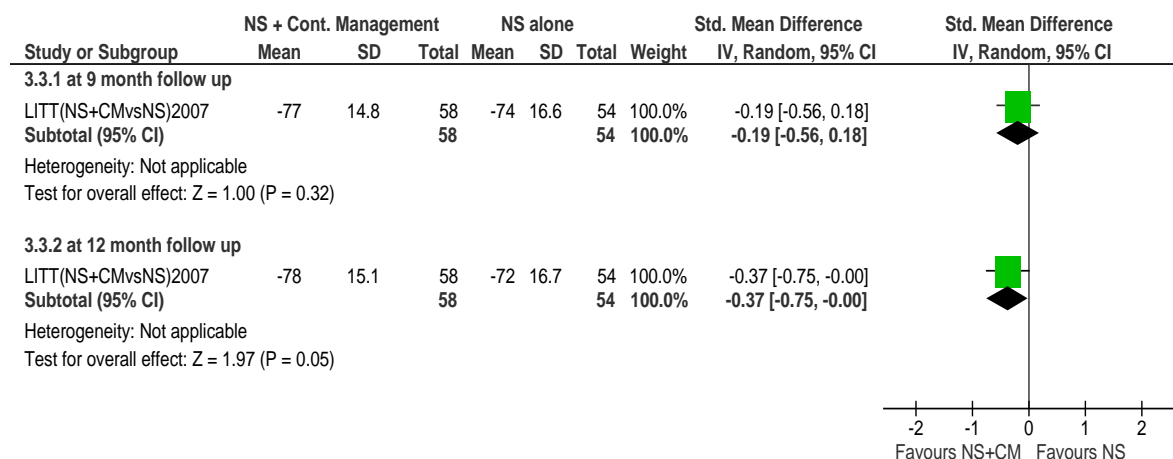 NS + Cont. Management NS alone Std. Mean Difference Std. Mean Difference
Study or Subgroup Mean SD Total Mean SD Total Weight IV, Random, 95% CI IV, Random, 95% CI
3.3.1 at 9 month follow up
LITT(NS+CMvsNS)2007 -77 14.8 58 -74 16.6 54 100.0% -0.19 [-0.56, 0.18]
Subtotal (95% CI) 58 54 100.0% -0.19 [-0.56, 0.18]
Heterogeneity: Not applicable
Test for overall effect: Z = 1.00 (P = 0.32)
3.3.2 at 12 month follow up
LITT(NS+CMvsNS)2007 -78 15.1 58 -72 16.7 54 100.0% -0.37 [-0.75, -0.00]
Subtotal (95% CI) 58 54 100.0% -0.37 [-0.75, -0.00]
Heterogeneity: Not applicable
Test for overall effect: Z = 1.97 (P = 0.05)
-2 -1 0 1 2
Favours NS+CM Favours NS